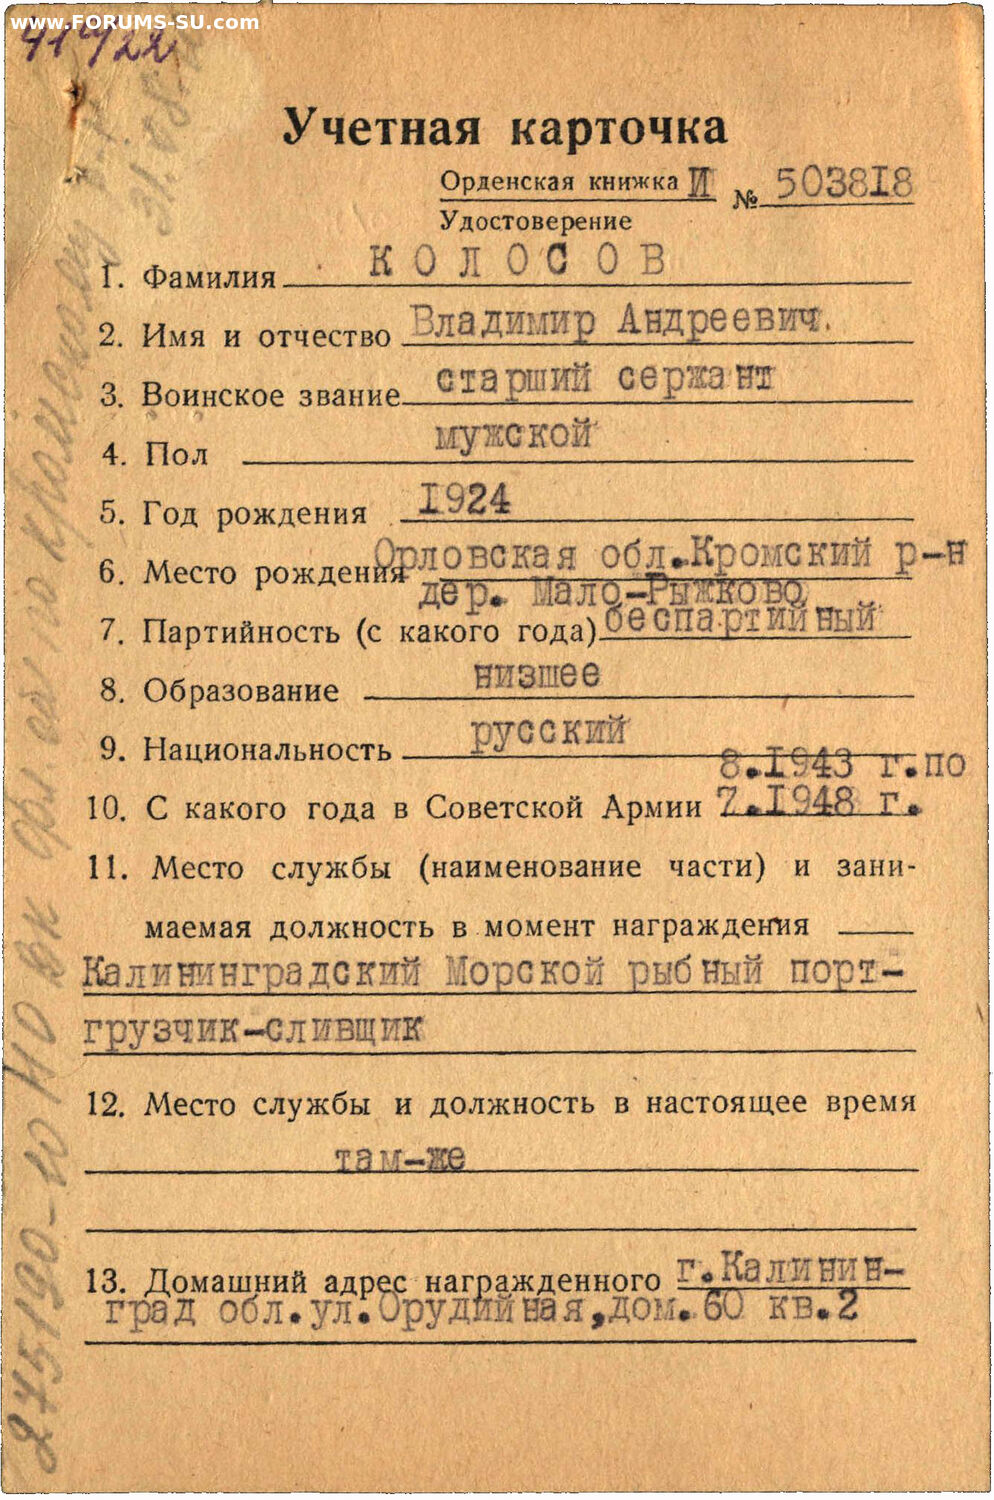 www.FORUMS-SU.com
Учетная карточка
Орденская книжка И № 503818
Удостоверение
1. Фамилия КОЛОСОВ
2. Имя и отчество Владимир Андреевич.
3. Воинское звание старший сержант
4. Пол мужской
5. Год рождения 1924
6. Место рождения Орловская обл.Кромский р-н
дер. Мало-Рыжково
7. Партийность (с какого года) беспартийный
8. Образование низшее
9. Национальность русский
8.1943 г.по
10. С какого года в Советской Армии 7.1948 г.
11. Место службы (наименование части) и зани-
маемая должность в момент награждения
Калининградский Морской рыбный порт-
грузчик-сливщик
12. Место службы и должность в настоящее время
там-же
13. Домашний адрес награжденного г.Калинин-
град обл.ул.Орудийная,дом.60 кв.2